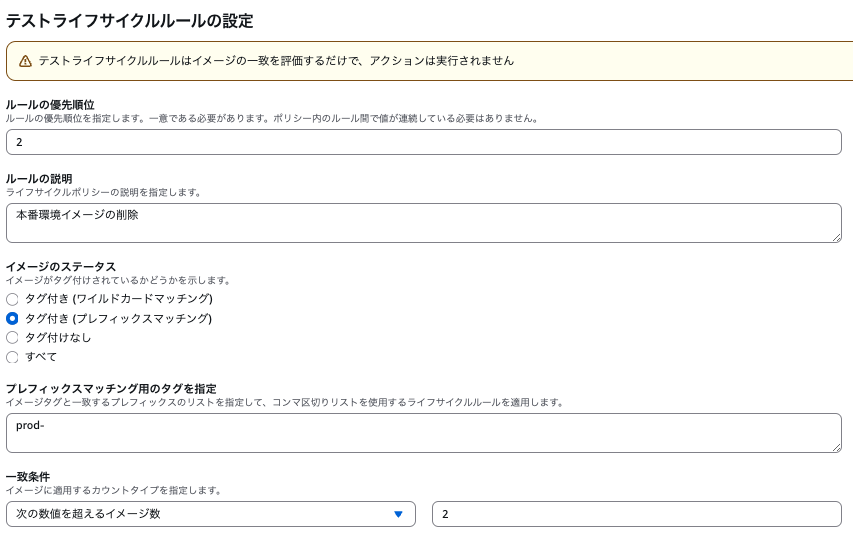 テストライフサイクルルールの設定
テストライフサイクルルールはイメージの一致を評価するだけで、アクションは実行されません
ルールの優先順位
ルールの優先順位を指定します。一意である必要があります。ポリシー内のルール間で値が連続している必要はありません。
2
ルールの説明
ライフサイクルポリシーの説明を指定します。
本番環境イメージの削除
イメージのステータス
イメージがタグ付けされているかどうかを示します。
タグ付き (ワイルドカードマッチング)
タグ付き (プレフィックスマッチング)
タグ付けなし
すべて
プレフィックスマッチング用のタグを指定
イメージタグと一致するプレフィックスのリストを指定して、コンマ区切りリストを使用するライフサイクルルールを適用します。
prod-
一致条件
イメージに適用するカウントタイプを指定します。
次の数値を超えるイメージ数 2